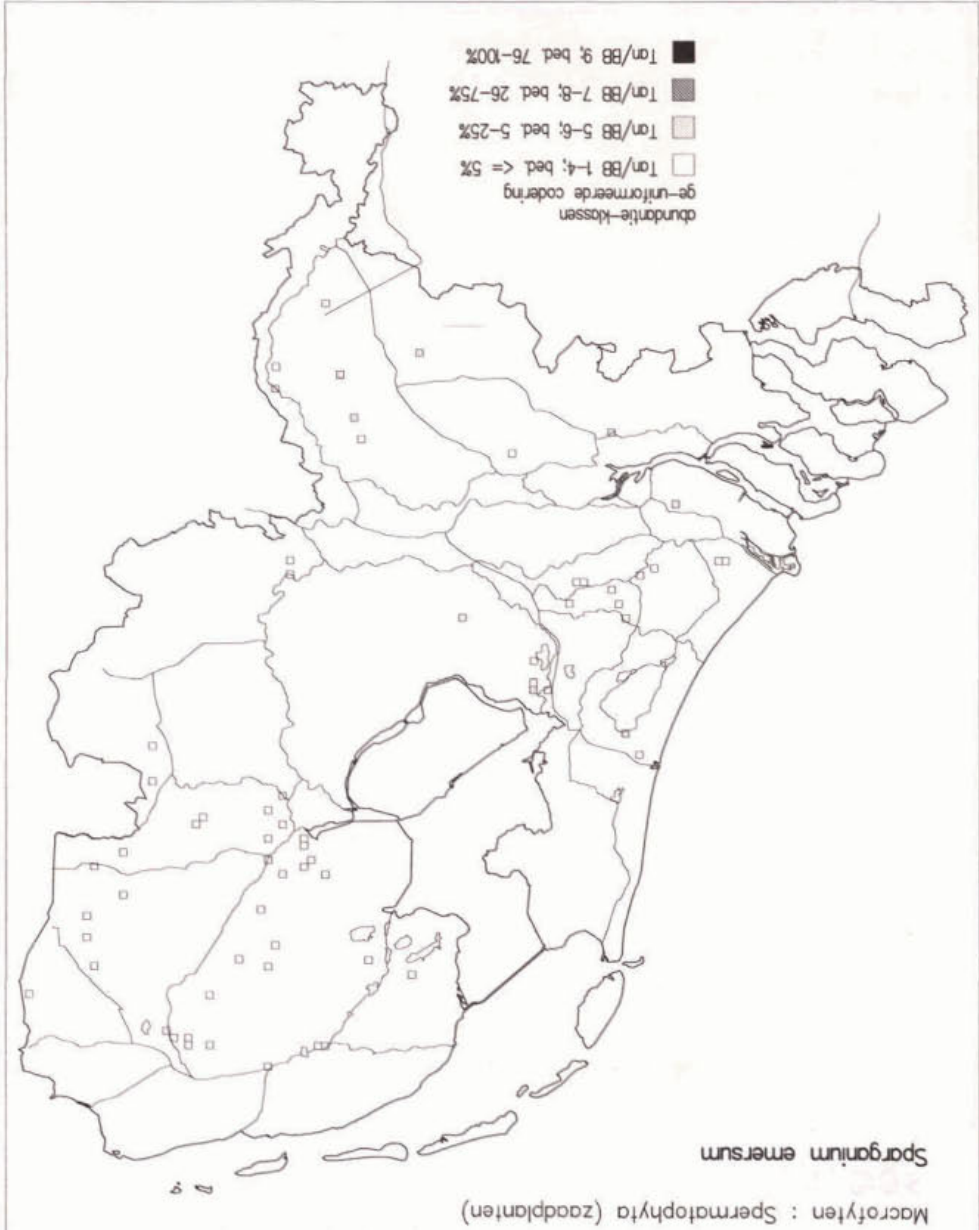 Macrofyten : Spermatophyta (zaadplanten)
Sparganium emersum
abundantie-klassen
ge-uniformeerde codering
Tan/BB 1-4; bed. <= 5%
Tan/BB 5-6; bed. 5-25%
Tan/BB 7-8; bed. 26-75%
Tan/BB 9; bed. 76-100%